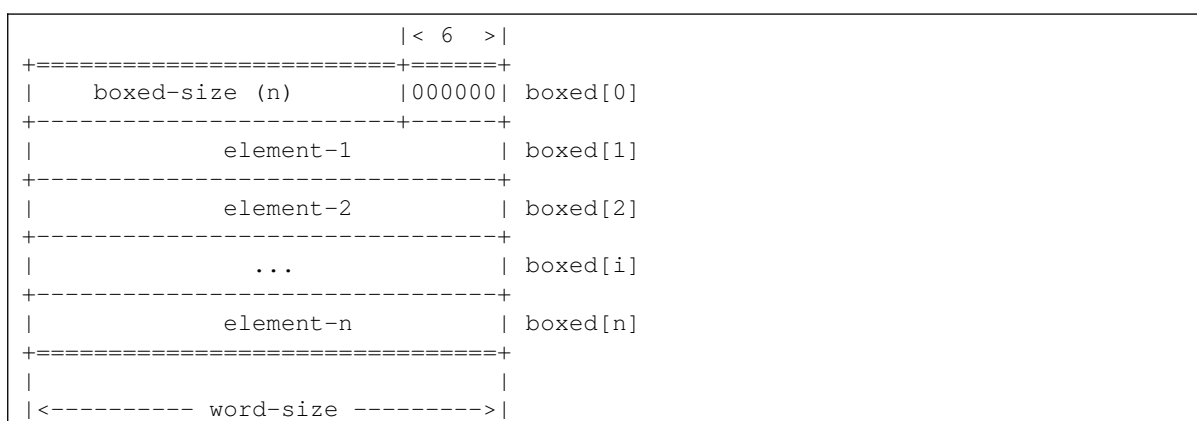 |< 6  >|
+=========================+======+
|    boxed-size (n)       |000000| boxed[0]
+-------------------------+------+
|             element-1          | boxed[1]
+--------------------------------+
|             element-2          | boxed[2]
+--------------------------------+
|               ...              | boxed[i]
+--------------------------------+
|             element-n          | boxed[n]
+================================+
|                                |
|<---------- word-size --------->|